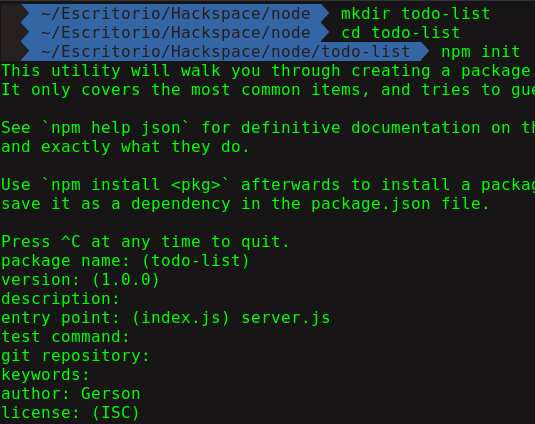 ~/Escritorio/Hackspace/node mkdir todo-list
~/Escritorio/Hackspace/node cd todo-list
~/Escritorio/Hackspace/node/todo-list npm init
This utility will walk you through creating a package
It only covers the most common items, and tries to

See `npm help json` for definitive documentation on
and exactly what they do.

Use `npm install <pkg>` afterwards to install a
save it as a dependency in the package.json file.

Press ^C at any time to quit.
package name: (todo-list)
version: (1.0.0)
description:
entry point: (index.js) server.js
test command:
git repository:
keywords:
author: Gerson
license: (ISC)